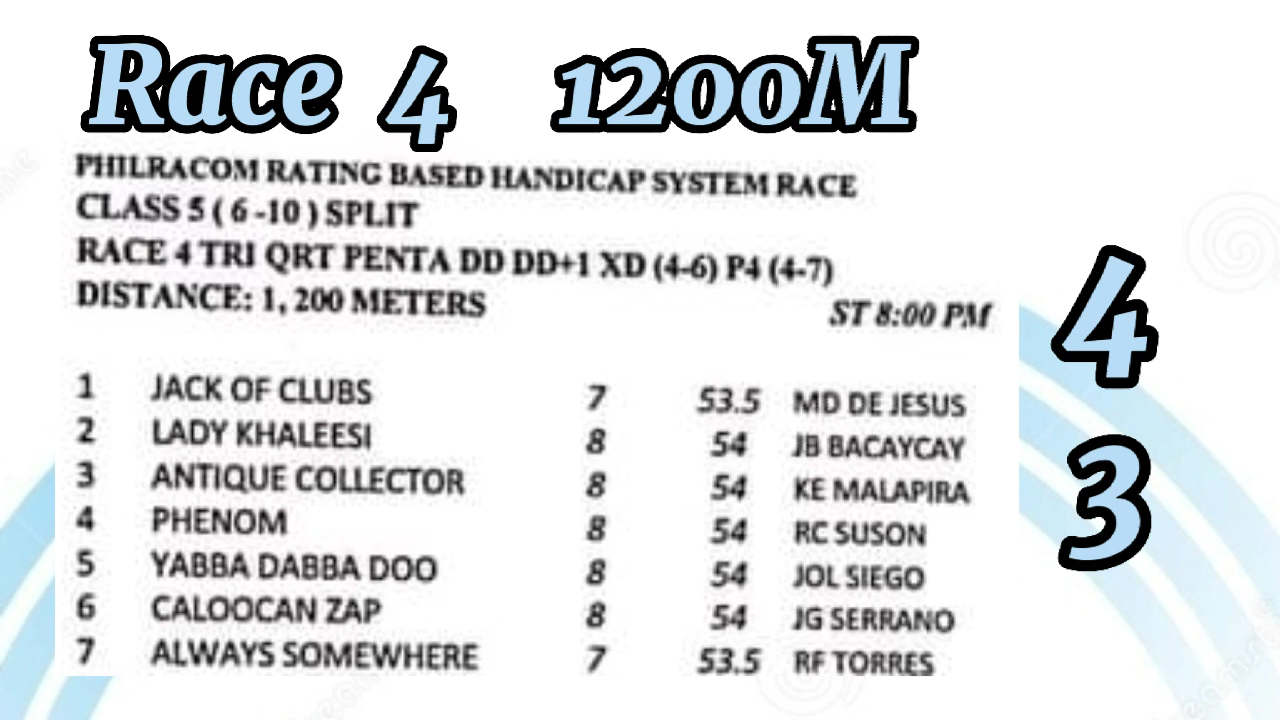 Race 4 1200M
PHILRACOM RATING BASED HANDICAP SYSTEM RACE
CLASS 5 ( 6 -10 ) SPLIT
RACE 4 TRI QRT PENTA DD DD+1 XD (4-6) P4 (4-7)
DISTANCE: 1, 200 METERS ST 8:00 PM
1 JACK OF CLUBS 7 53.5 MD DE JESUS
2 LADY KHALEESI 8 54 JB BACAYCAY
3 ANTIQUE COLLECTOR 8 54 KE MALAPIRA
4 PHENOM 8 54 RC SUSON
5 YABBA DABBA DOO 8 54 JOL SIEGO
6 CALOOCAN ZAP 8 54 JG SERRANO
7 ALWAYS SOMEWHERE 7 53.5 RF TORRES
4
3